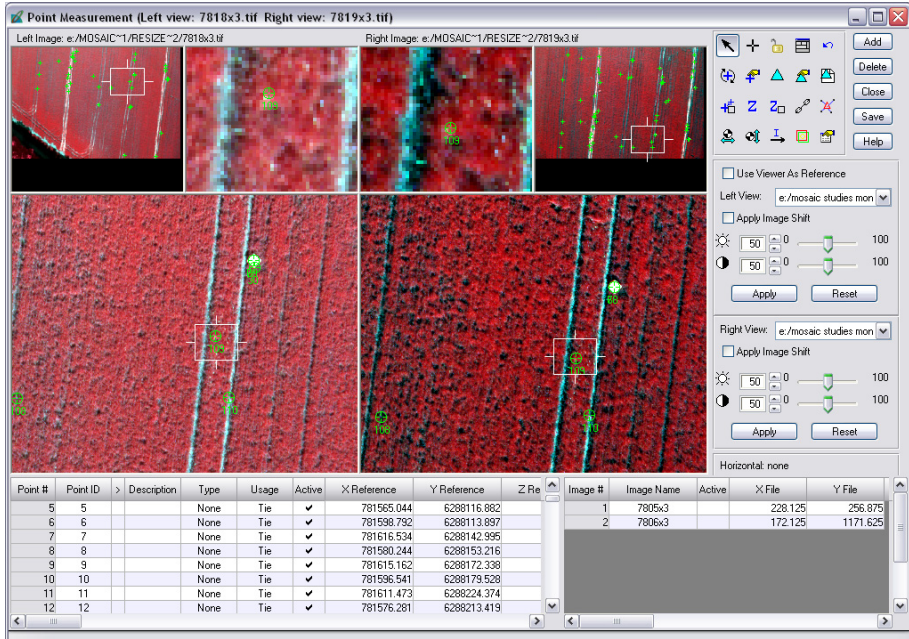 Point Measurement (Left view: 7818x3.tif Right view: 7819x3.tif)
Left Image: e:/MOSAIC~1/RESIZE~2/7818x3.tif
Right Image: e:/MOSAIC~1/RESIZE~2/7819x3.tif
Add
Delete
Close
Save
Help
109
Use Viewer As Reference
Left View: e:/mosaic studies mon
Apply Image Shift
50 0 100
50 0 100
Apply Reset
Right View: e:/mosaic studies mon
Apply Image Shift
50 0 100
50 0 100
Apply Reset
Horizontal: none
108
Point # Point ID > Description Type Usage Active X Reference Y Reference Z Re
5 5 None Tie ✔ 781565.044 6288116.882
6 6 None Tie ✔ 781598.792 6288113.897
7 7 None Tie ✔ 781616.534 6288142.995
8 8 None Tie ✔ 781580.244 6288153.216
9 9 None Tie ✔ 781615.162 6288172.338
10 10 None Tie ✔ 781596.541 6288179.528
11 11 None Tie ✔ 781611.473 6288224.374
12 12 None Tie ✔ 781576.281 6288213.419
Image # Image Name Active X File Y File
1 7805x3 228.125 256.875
2 7806x3 172.125 1171.625